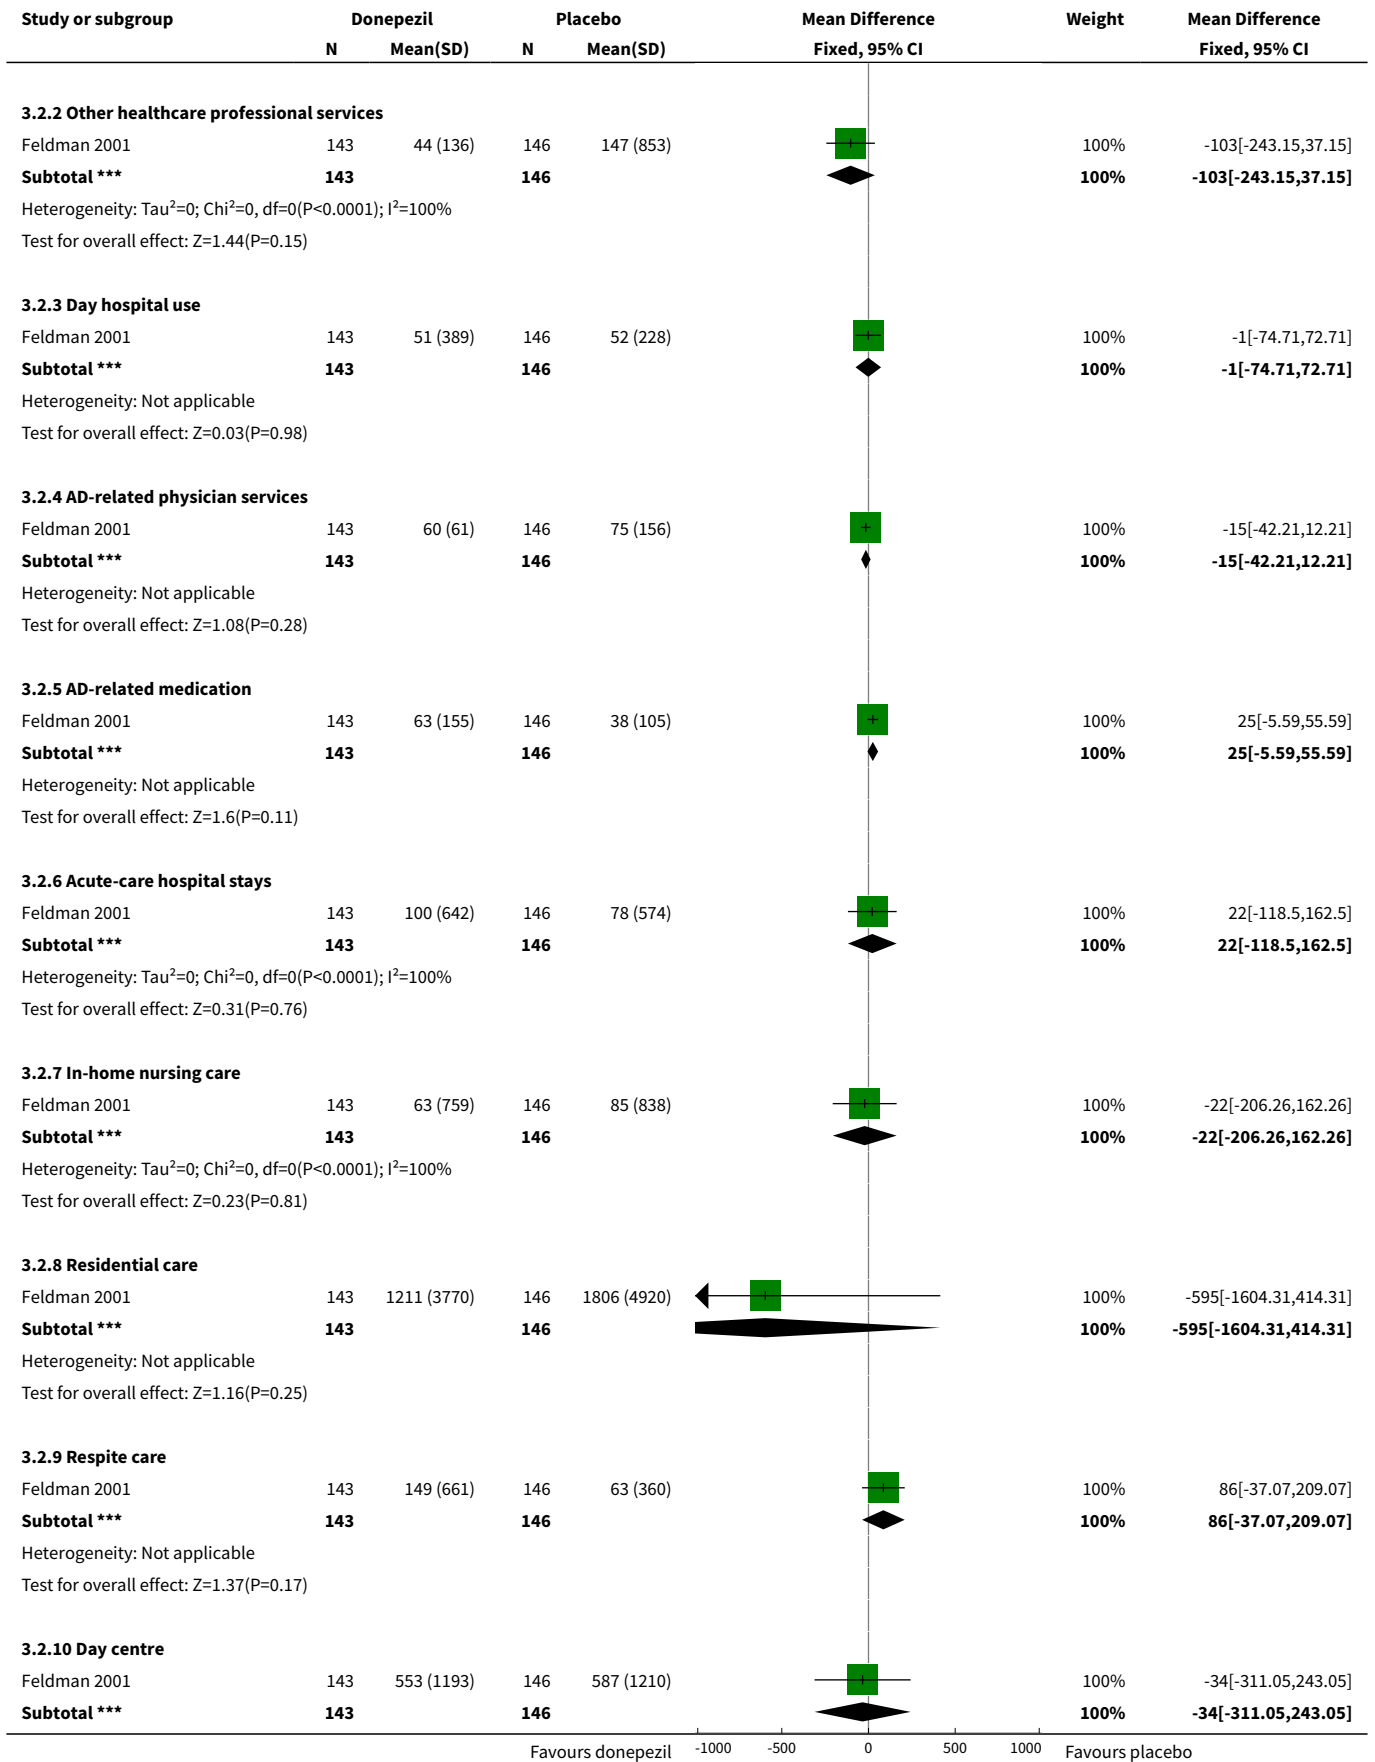 Study or subgroup Donepezil Placebo Mean Difference Weight Mean Difference
N Mean(SD) N Mean(SD) Fixed, 95% CI Fixed, 95% CI
3.2.2 Other healthcare professional services
Feldman 2001 143 44 (136) 146 147 (853) 100% -103[-243.15,37.15]
Subtotal *** 143 146 100% -103[-243.15,37.15]
Heterogeneity: Tau²=0; Chi²=0, df=0(P<0.0001); I²=100%
Test for overall effect: Z=1.44(P=0.15)
3.2.3 Day hospital use
Feldman 2001 143 51 (389) 146 52 (228) 100% -1[-74.71,72.71]
Subtotal *** 143 146 100% -1[-74.71,72.71]
Heterogeneity: Not applicable
Test for overall effect: Z=0.03(P=0.98)
3.2.4 AD-related physician services
Feldman 2001 143 60 (61) 146 75 (156) 100% -15[-42.21,12.21]
Subtotal *** 143 146 100% -15[-42.21,12.21]
Heterogeneity: Not applicable
Test for overall effect: Z=1.08(P=0.28)
3.2.5 AD-related medication
Feldman 2001 143 63 (155) 146 38 (105) 100% 25[-5.59,55.59]
Subtotal *** 143 146 100% 25[-5.59,55.59]
Heterogeneity: Not applicable
Test for overall effect: Z=1.6(P=0.11)
3.2.6 Acute-care hospital stays
Feldman 2001 143 100 (642) 146 78 (574) 100% 22[-118.5,162.5]
Subtotal *** 143 146 100% 22[-118.5,162.5]
Heterogeneity: Tau²=0; Chi²=0, df=0(P<0.0001); I²=100%
Test for overall effect: Z=0.31(P=0.76)
3.2.7 In-home nursing care
Feldman 2001 143 63 (759) 146 85 (838) 100% -22[-206.26,162.26]
Subtotal *** 143 146 100% -22[-206.26,162.26]
Heterogeneity: Tau²=0; Chi²=0, df=0(P<0.0001); I²=100%
Test for overall effect: Z=0.23(P=0.81)
3.2.8 Residential care
Feldman 2001 143 1211 (3770) 146 1806 (4920) 100% -595[-1604.31,414.31]
Subtotal *** 143 146 100% -595[-1604.31,414.31]
Heterogeneity: Not applicable
Test for overall effect: Z=1.16(P=0.25)
3.2.9 Respite care
Feldman 2001 143 149 (661) 146 63 (360) 100% 86[-37.07,209.07]
Subtotal *** 143 146 100% 86[-37.07,209.07]
Heterogeneity: Not applicable
Test for overall effect: Z=1.37(P=0.17)
3.2.10 Day centre
Feldman 2001 143 553 (1193) 146 587 (1210) 100% -34[-311.05,243.05]
Subtotal *** 143 146 100% -34[-311.05,243.05]
Favours donepezil -1000 -500 0 500 1000 Favours placebo